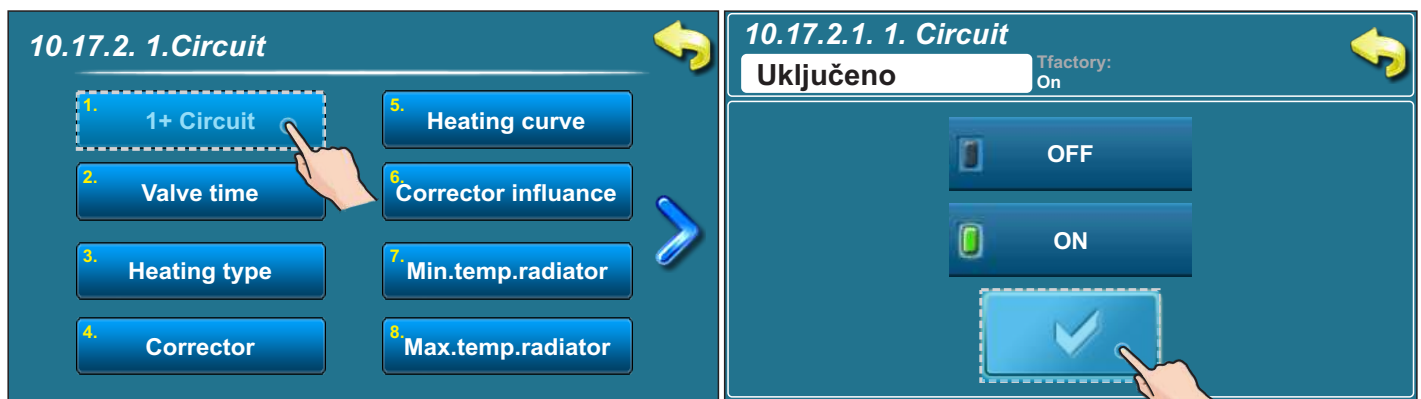 10.17.2. 1.Circuit
1. 1+ Circuit
2. Valve time
3. Heating type
4. Corrector
5. Heating curve
6. Corrector influance
7. Min.temp.radiator
8. Max.temp.radiator
10.17.2.1. 1. Circuit
Uključeno
Tfactory:
On
OFF
ON